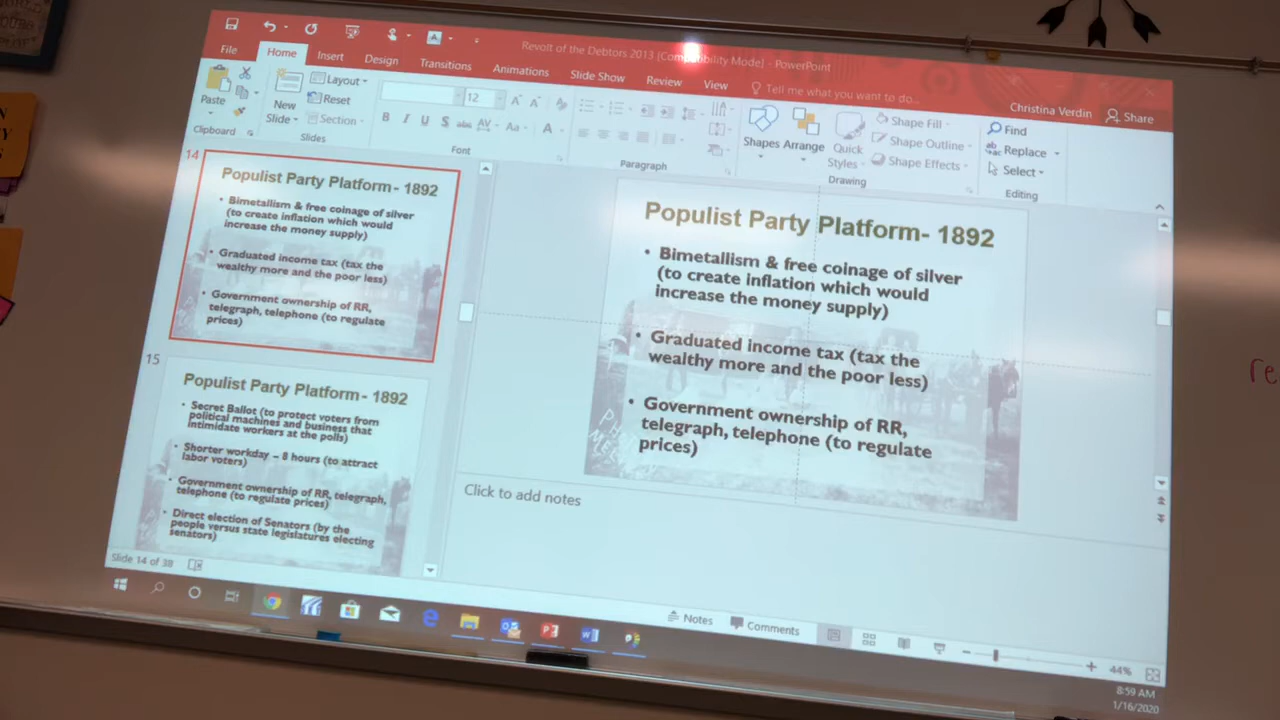 Revolt of the Debtors 2013 [Compatibility Mode] - PowerPoint
File Home Insert Design Transitions Animations Slide Show Review View Tell me what you want to do...
Christina Verdin Share
Paste
Clipboard
New
Slide
Layout
Reset
Section
Slides
12
B I U S abc AV Aa A
Font
Paragraph
Shapes Arrange Quick
Styles
Shape Fill
Shape Outline
Shape Effects
Drawing
Find
Replace
Select
Editing
14
Populist Party Platform- 1892
• Bimetallism & free coinage of silver
(to create inflation which would
increase the money supply)
• Graduated income tax (tax the
wealthy more and the poor less)
• Government ownership of RR,
telegraph, telephone (to regulate
prices)
15
Populist Party Platform- 1892
• Secret Ballot (to protect voters from
political machines and business that
intimidate workers at the polls)
• Shorter workday – 8 hours (to attract
labor voters)
• Government ownership of RR, telegraph,
telephone (to regulate prices)
• Direct election of Senators (by the
people versus state legislatures electing
senators)
Populist Party Platform- 1892
• Bimetallism & free coinage of silver
(to create inflation which would
increase the money supply)
• Graduated income tax (tax the
wealthy more and the poor less)
• Government ownership of RR,
telegraph, telephone (to regulate
prices)
Click to add notes
Slide 14 of 38
Notes Comments
44%
8:59 AM
1/16/2020
re